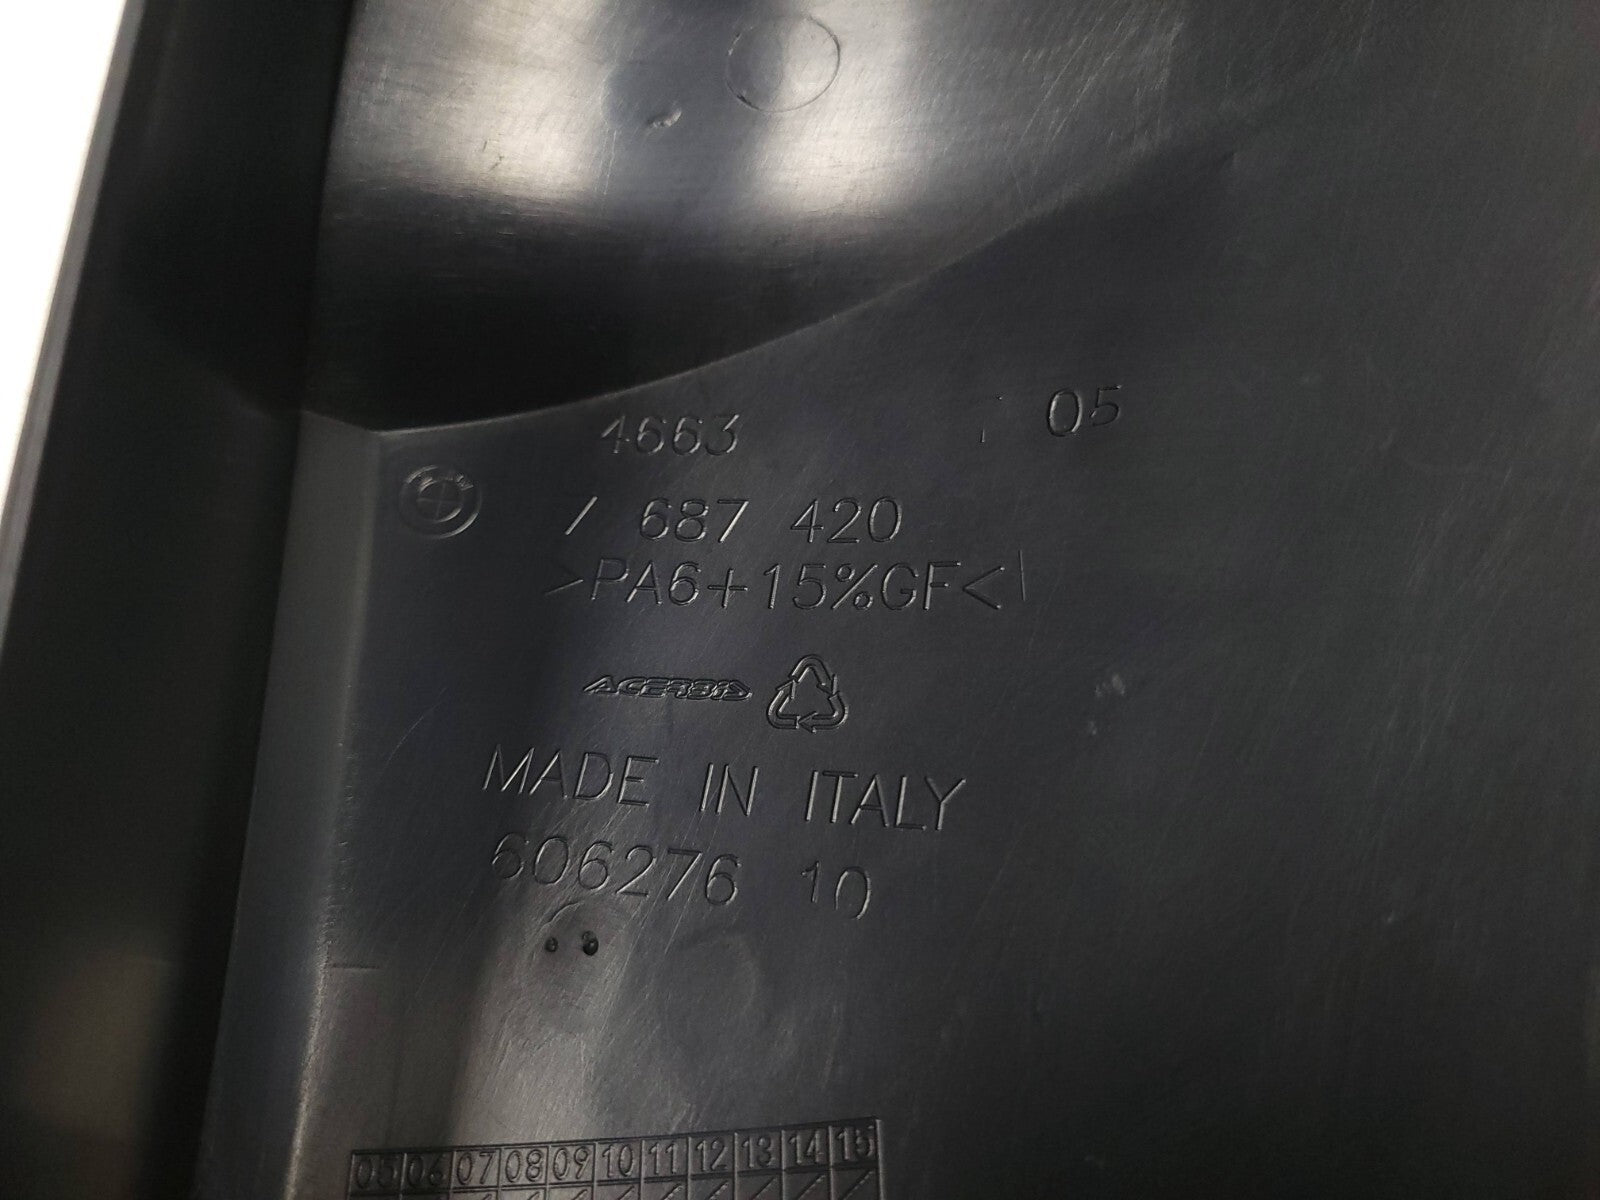 4663 05
7 687 420
>PA6+15%GF<
ACERBIS
MADE IN ITALY
606276 10
05 06 07 08 09 10 11 12 13 14 15